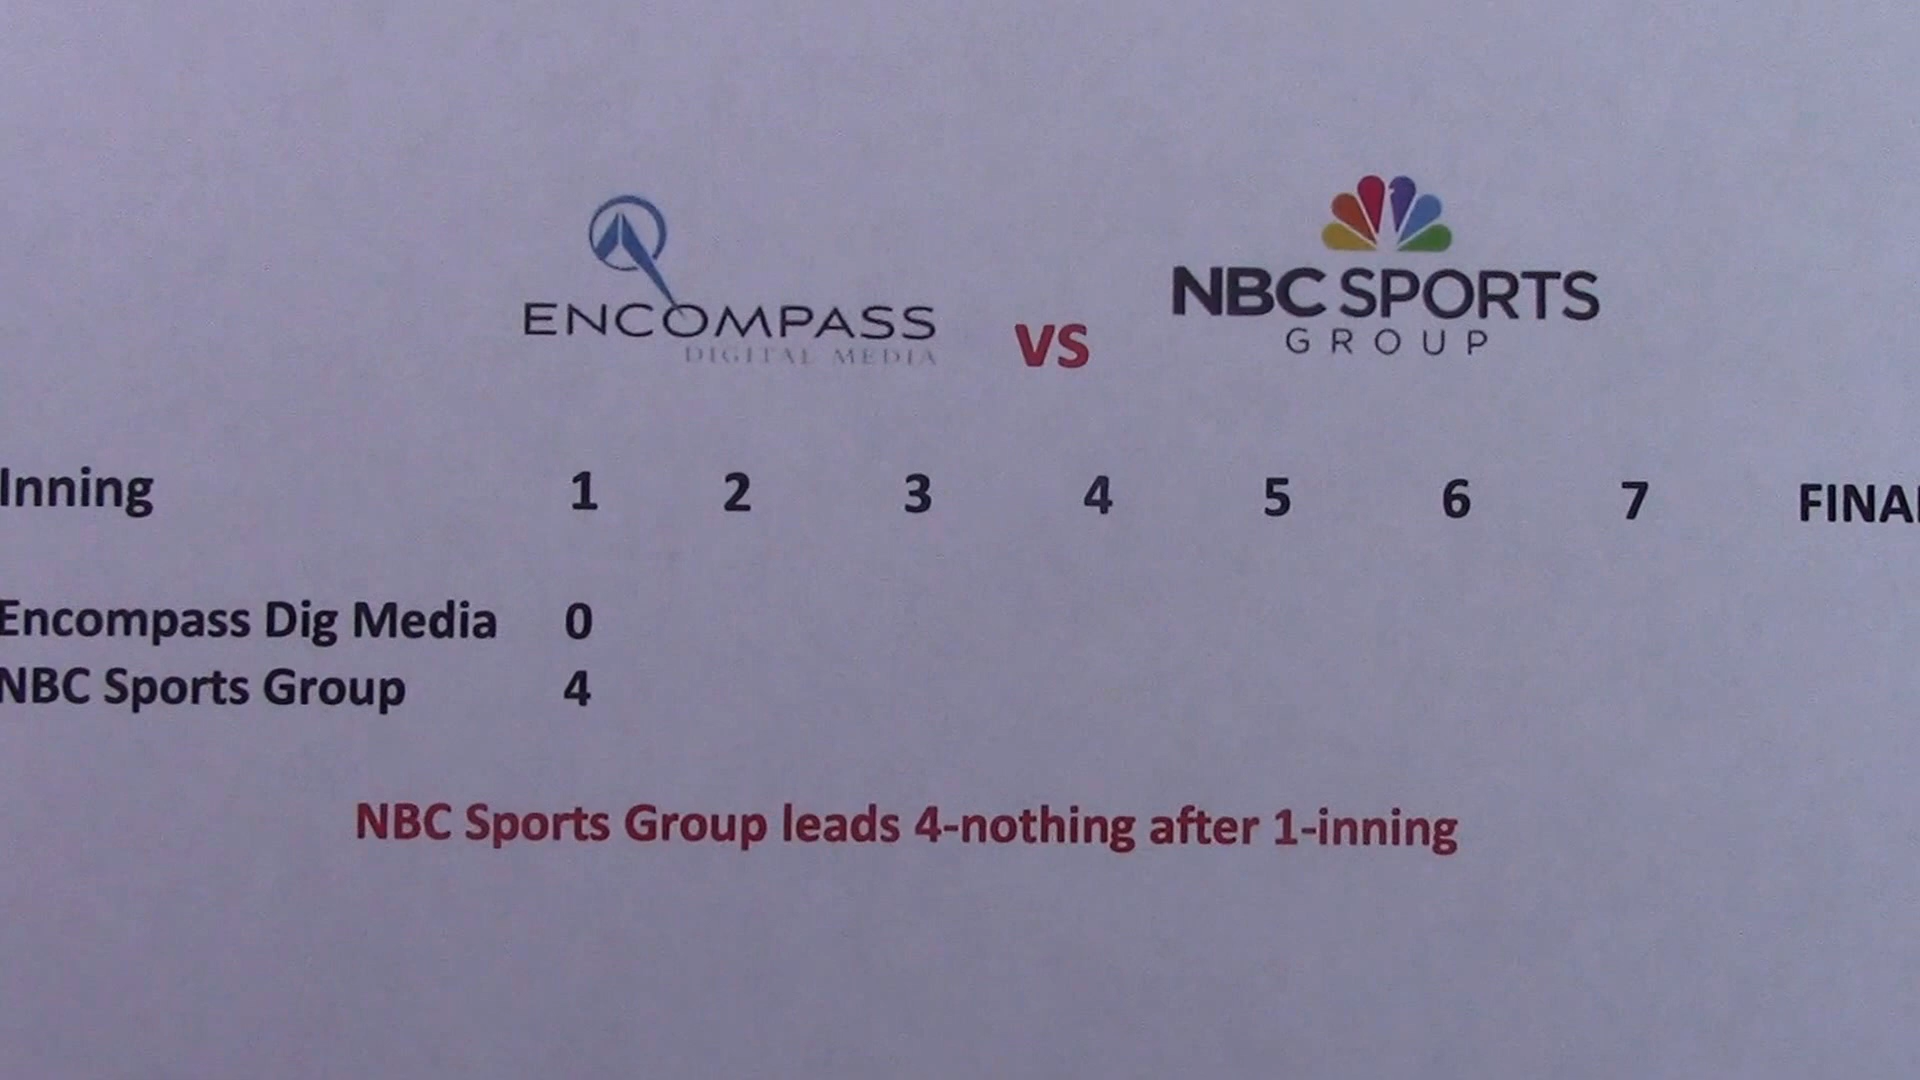 ENCOMPASS
DIGITAL MEDIA
VS
NBC SPORTS
GROUP
Inning 1 2 3 4 5 6 7 FINAL
Encompass Dig Media 0
NBC Sports Group 4
NBC Sports Group leads 4-nothing after 1-inning